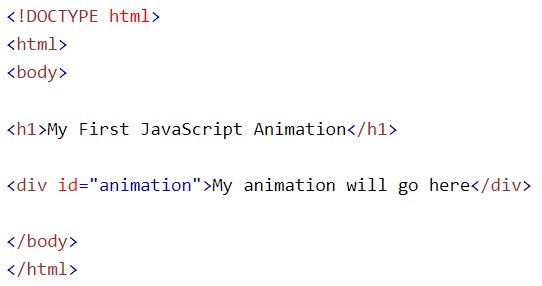 <!DOCTYPE html>
<html>
<body>
<h1>My First JavaScript Animation</h1>
<div id="animation">My animation will go here</div>
</body>
</html>